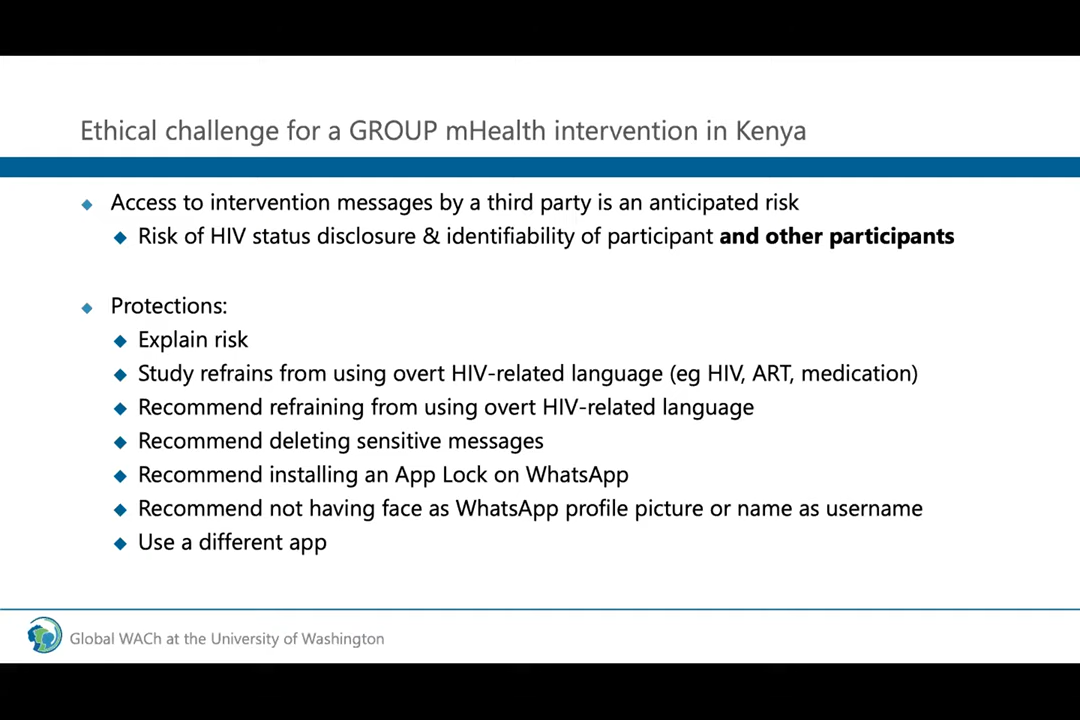 Ethical challenge for a GROUP mHealth intervention in Kenya
Access to intervention messages by a third party is an anticipated risk
Risk of HIV status disclosure & identifiability of participant and other participants
Protections:
Explain risk
Study refrains from using overt HIV-related language (eg HIV, ART, medication)
Recommend refraining from using overt HIV-related language
Recommend deleting sensitive messages
Recommend installing an App Lock on WhatsApp
Recommend not having face as WhatsApp profile picture or name as username
Use a different app
Global WACh at the University of Washington